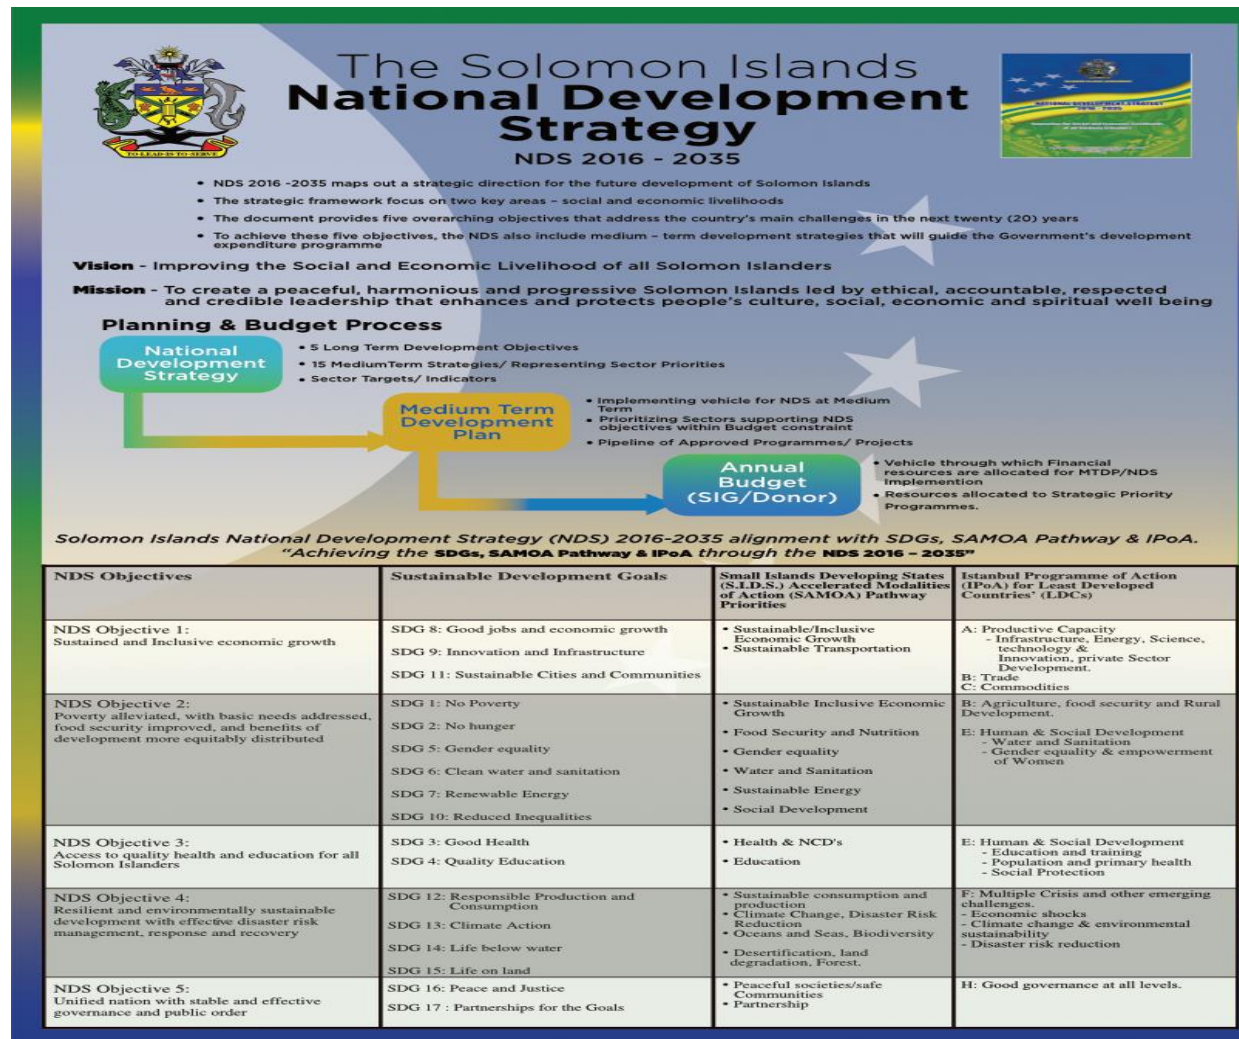 The Solomon Islands
National Development
Strategy
NDS 2016 - 2035
TO LEAD IS TO SERVE
NATIONAL DEVELOPMENT STRATEGY
2016 - 2035
• NDS 2016 -2035 maps out a strategic direction for the future development of Solomon Islands
• The strategic framework focus on two key areas – social and economic livelihoods
• The document provides five overarching objectives that address the country's main challenges in the next twenty (20) years
• To achieve these five objectives, the NDS also include medium – term development strategies that will guide the Government's development
expenditure programme
Vision - Improving the Social and Economic Livelihood of all Solomon Islanders
Mission - To create a peaceful, harmonious and progressive Solomon Islands led by ethical, accountable, respected
and credible leadership that enhances and protects people's culture, social, economic and spiritual well being
Planning & Budget Process
National
Development
Strategy
• 5 Long Term Development Objectives
• 15 MediumTerm Strategies/ Representing Sector Priorities
• Sector Targets/ Indicators
Medium Term
Development
Plan
• Implementing vehicle for NDS at Medium
Term
• Prioritizing Sectors supporting NDS
objectives within Budget constraint
• Pipeline of Approved Programmes/ Projects
Annual
Budget
(SIG/Donor)
• Vehicle through which Financial
resources are allocated for MTDP/NDS
Implemention
• Resources allocated to Strategic Priority
Programmes.
Solomon Islands National Development Strategy (NDS) 2016-2035 alignment with SDGs, SAMOA Pathway & IPoA.
"Achieving the SDGs, SAMOA Pathway & IPoA through the NDS 2016 – 2035"
NDS Objectives
Sustainable Development Goals
Small Islands Developing States
(S.I.D.S.) Accelerated Modalities
of Action (SAMOA) Pathway
Priorities
Istanbul Programme of Action
(IPoA) for Least Developed
Countries' (LDCs)
NDS Objective 1:
Sustained and Inclusive economic growth
SDG 8: Good jobs and economic growth
SDG 9: Innovation and Infrastructure
SDG 11: Sustainable Cities and Communities
• Sustainable/Inclusive
Economic Growth
• Sustainable Transportation
A: Productive Capacity
- Infrastructure, Energy, Science,
technology &
Innovation, private Sector
Development.
B: Trade
C: Commodities
NDS Objective 2:
Poverty alleviated, with basic needs addressed,
food security improved, and benefits of
development more equitably distributed
SDG 1: No Poverty
SDG 2: No hunger
SDG 5: Gender equality
SDG 6: Clean water and sanitation
SDG 7: Renewable Energy
SDG 10: Reduced Inequalities
• Sustainable Inclusive Economic
Growth
• Food Security and Nutrition
• Gender equality
• Water and Sanitation
• Sustainable Energy
• Social Development
B: Agriculture, food security and Rural
Development.
E: Human & Social Development
- Water and Sanitation
- Gender equality & empowerment
of Women
NDS Objective 3:
Access to quality health and education for all
Solomon Islanders
SDG 3: Good Health
SDG 4: Quality Education
• Health & NCD's
• Education
E: Human & Social Development
- Education and training
- Population and primary health
- Social Protection
NDS Objective 4:
Resilient and environmentally sustainable
development with effective disaster risk
management, response and recovery
SDG 12: Responsible Production and
Consumption
SDG 13: Climate Action
SDG 14: Life below water
SDG 15: Life on land
• Sustainable consumption and
production
• Climate Change, Disaster Risk
Reduction
• Oceans and Seas, Biodiversity
• Desertification, land
degradation, Forest.
F: Multiple Crisis and other emerging
challenges.
- Economic shocks
- Climate change & environmental
sustainability
- Disaster risk reduction
NDS Objective 5:
Unified nation with stable and effective
governance and public order
SDG 16: Peace and Justice
SDG 17 : Partnerships for the Goals
• Peaceful societies/safe
Communities
• Partnership
H: Good governance at all levels.